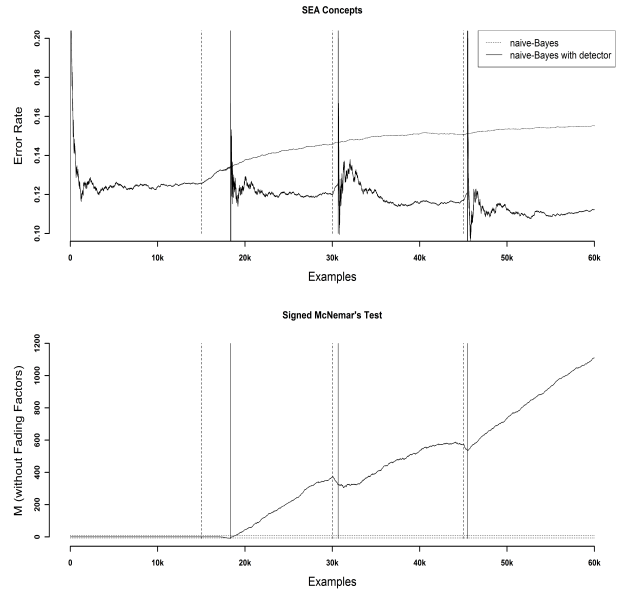 SEA Concepts
naive-Bayes
naive-Bayes with detector
Error Rate
0.20
0.18
0.16
0.14
0.12
0.10
0 10k 20k 30k 40k 50k 60k
Examples
Signed McNemar's Test
M (without Fading Factors)
1200
1000
800
600
400
200
0
0 10k 20k 30k 40k 50k 60k
Examples